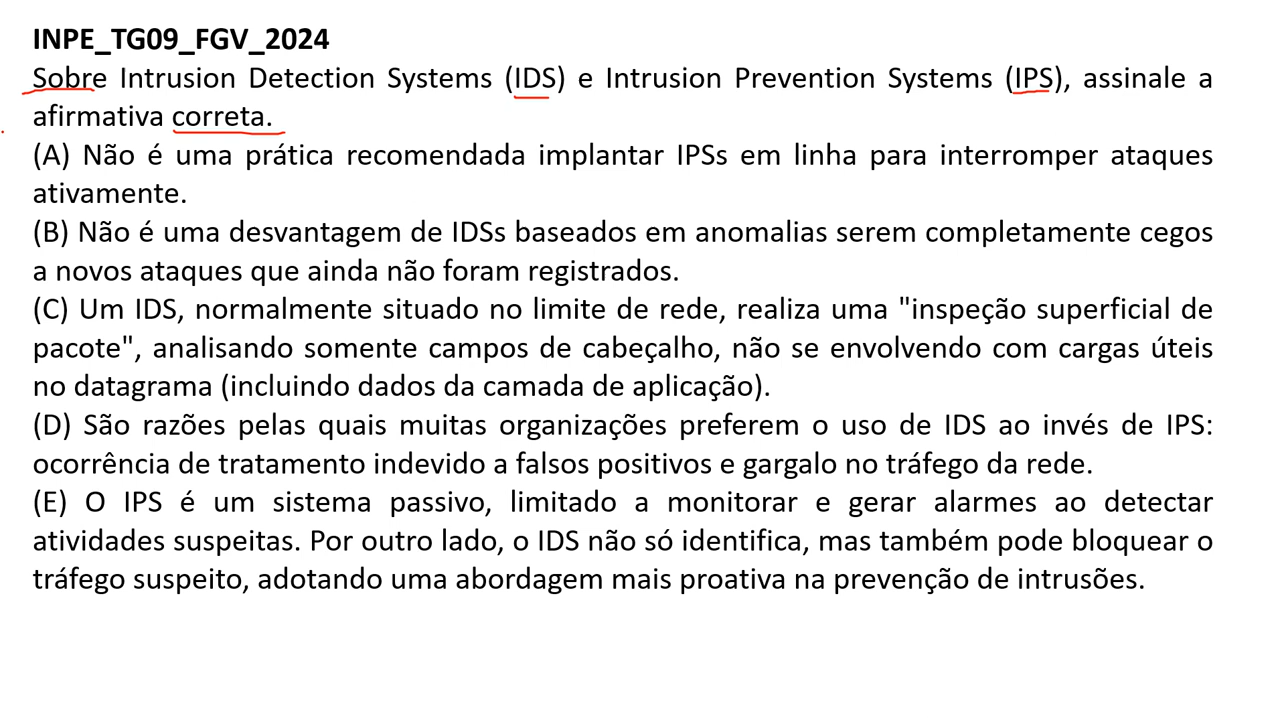 INPE_TG09_FGV_2024
Sobre Intrusion Detection Systems (IDS) e Intrusion Prevention Systems (IPS), assinale a
afirmativa correta.
(A) Não é uma prática recomendada implantar IPSs em linha para interromper ataques
ativamente.
(B) Não é uma desvantagem de IDSs baseados em anomalias serem completamente cegos
a novos ataques que ainda não foram registrados.
(C) Um IDS, normalmente situado no limite de rede, realiza uma "inspeção superficial de
pacote", analisando somente campos de cabeçalho, não se envolvendo com cargas úteis
no datagrama (incluindo dados da camada de aplicação).
(D) São razões pelas quais muitas organizações preferem o uso de IDS ao invés de IPS:
ocorrência de tratamento indevido a falsos positivos e gargalo no tráfego da rede.
(E) O IPS é um sistema passivo, limitado a monitorar e gerar alarmes ao detectar
atividades suspeitas. Por outro lado, o IDS não só identifica, mas também pode bloquear o
tráfego suspeito, adotando uma abordagem mais proativa na prevenção de intrusões.